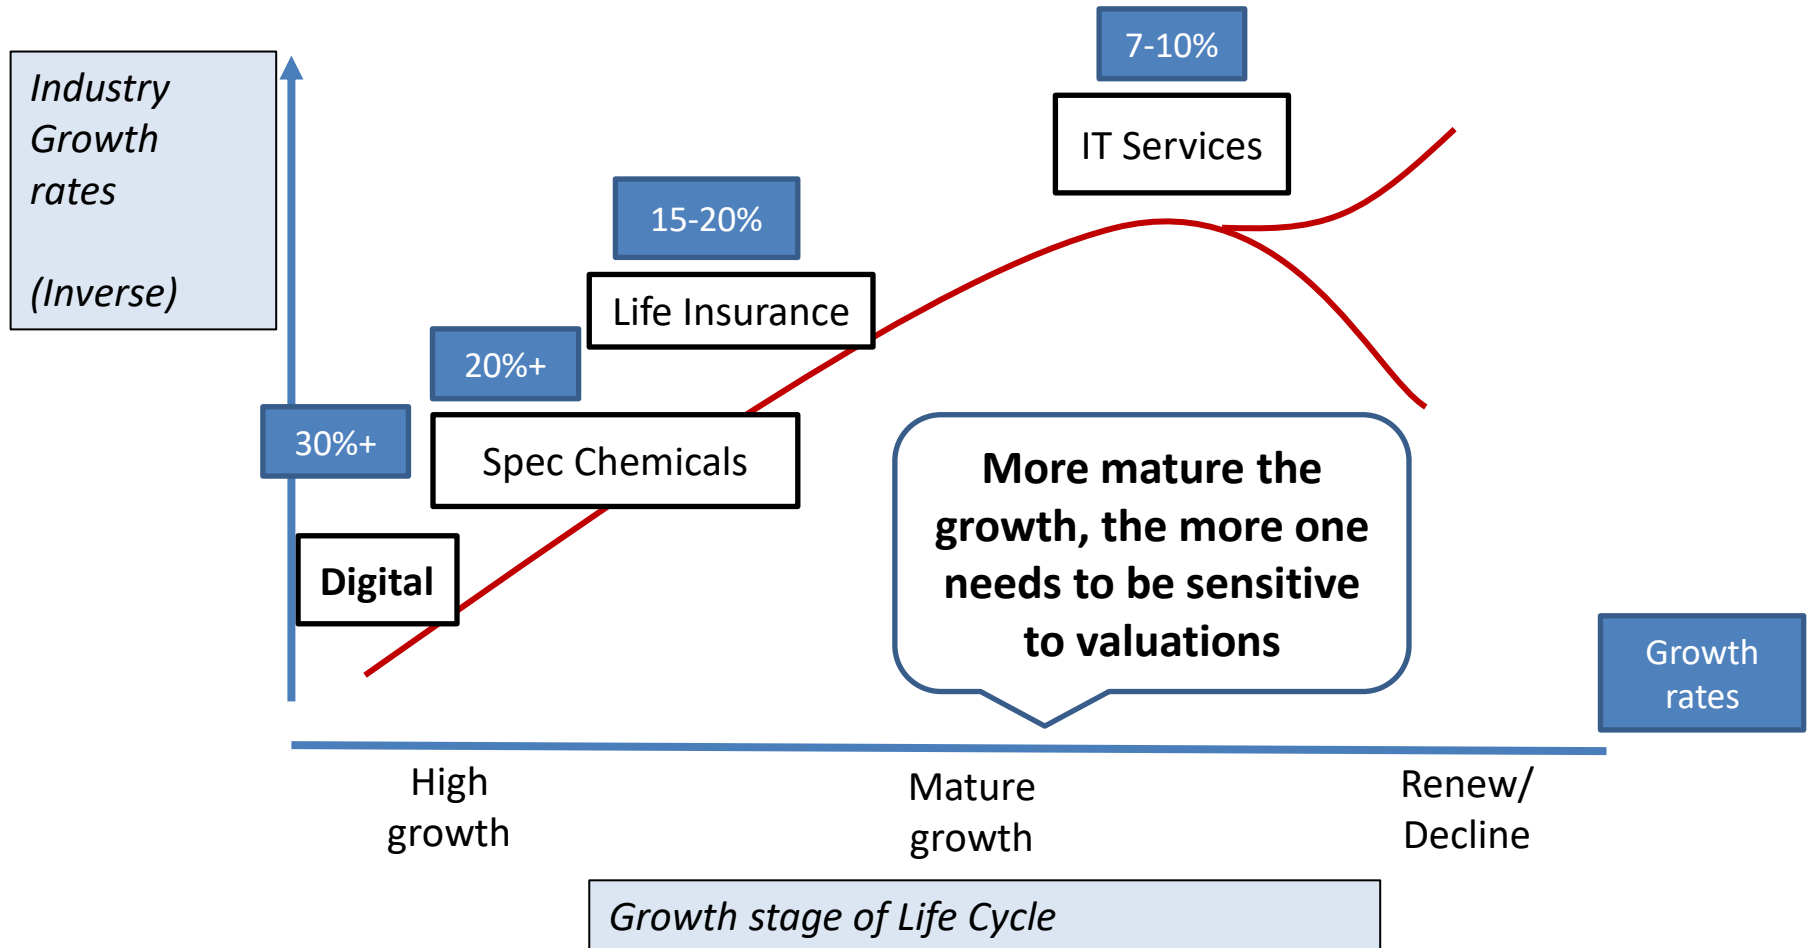 Industry
Growth
rates
(Inverse)
7-10%
IT Services
15-20%
Life Insurance
20%+
Spec Chemicals
30%+
Digital
More mature the
growth, the more one
needs to be sensitive
to valuations
Growth
rates
High
growth
Mature
growth
Renew/
Decline
Growth stage of Life Cycle